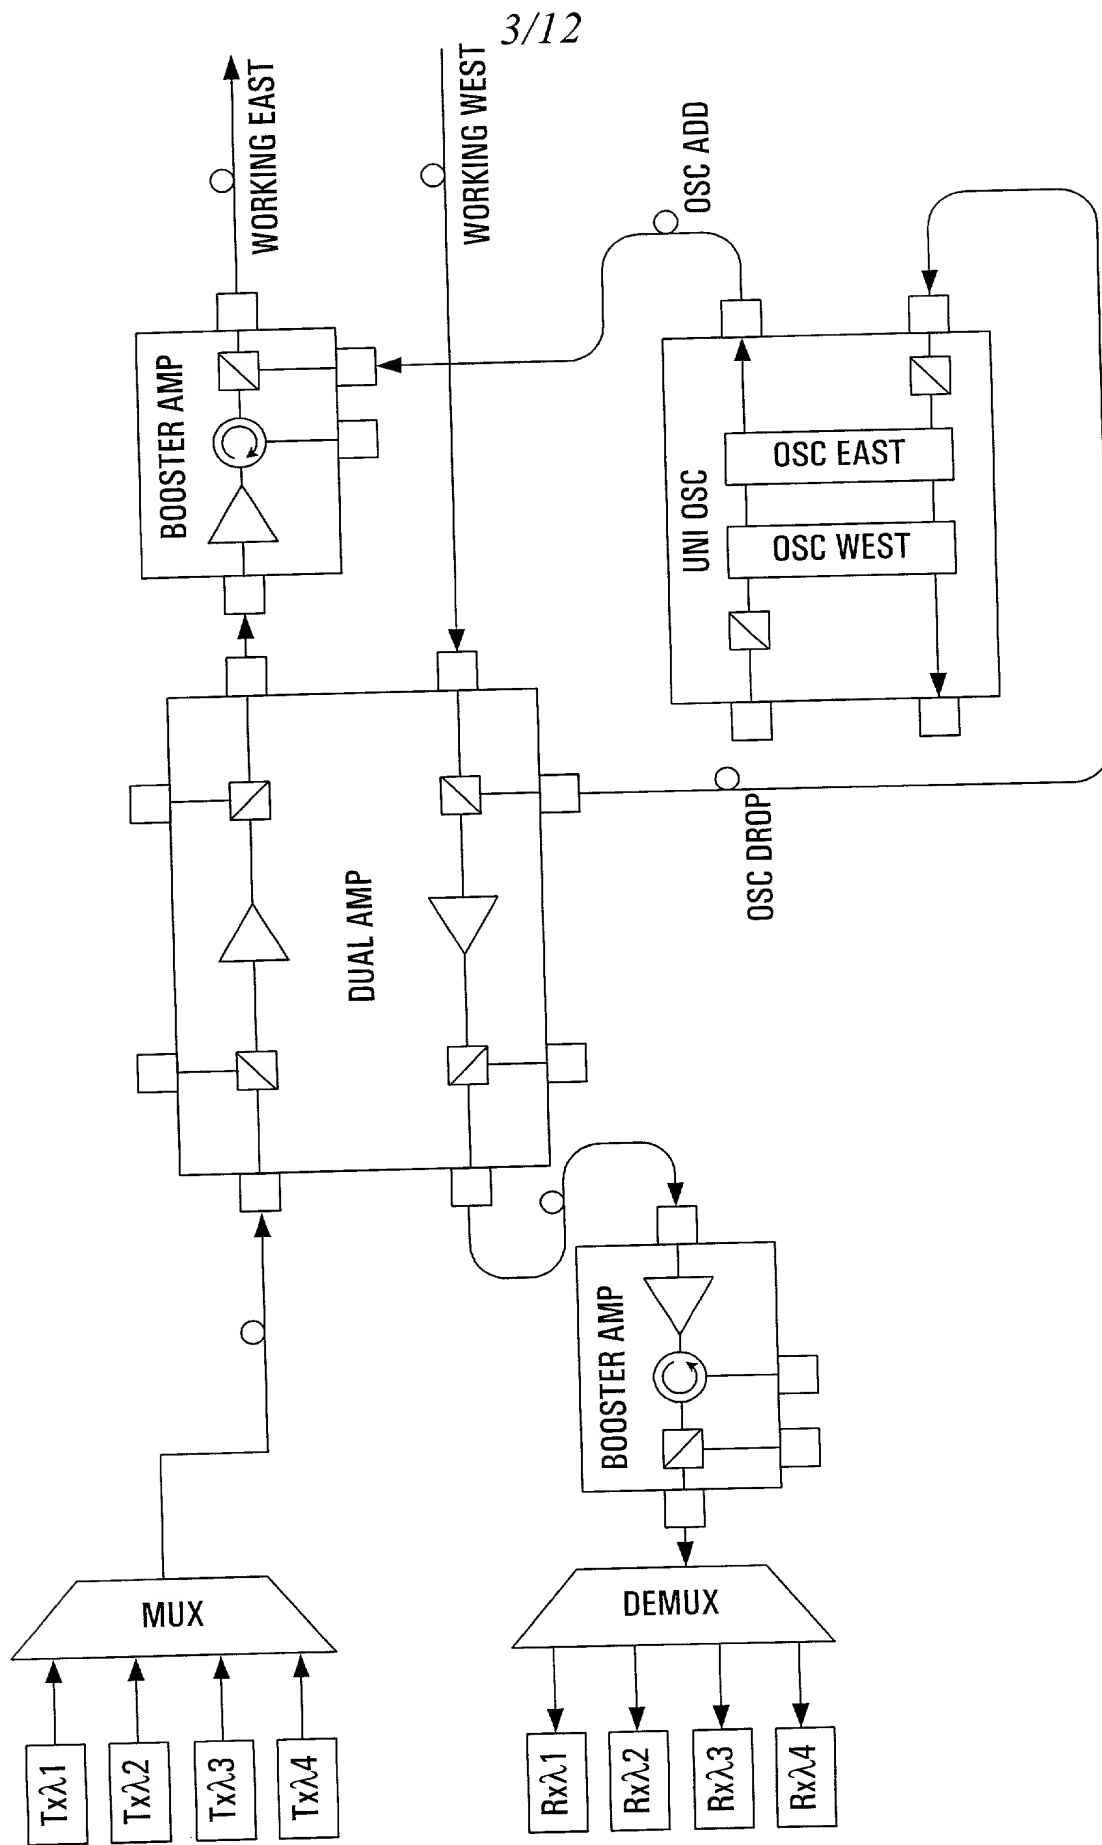 3/12
WORKING EAST
WORKING WEST
OSC ADD
BOOSTER AMP
UNI OSC
OSC EAST
OSC WEST
DUAL AMP
OSC DROP
BOOSTER AMP
MUX
DEMUX
Txλ1
Txλ2
Txλ3
Txλ4
Rxλ1
Rxλ2
Rxλ3
Rxλ4